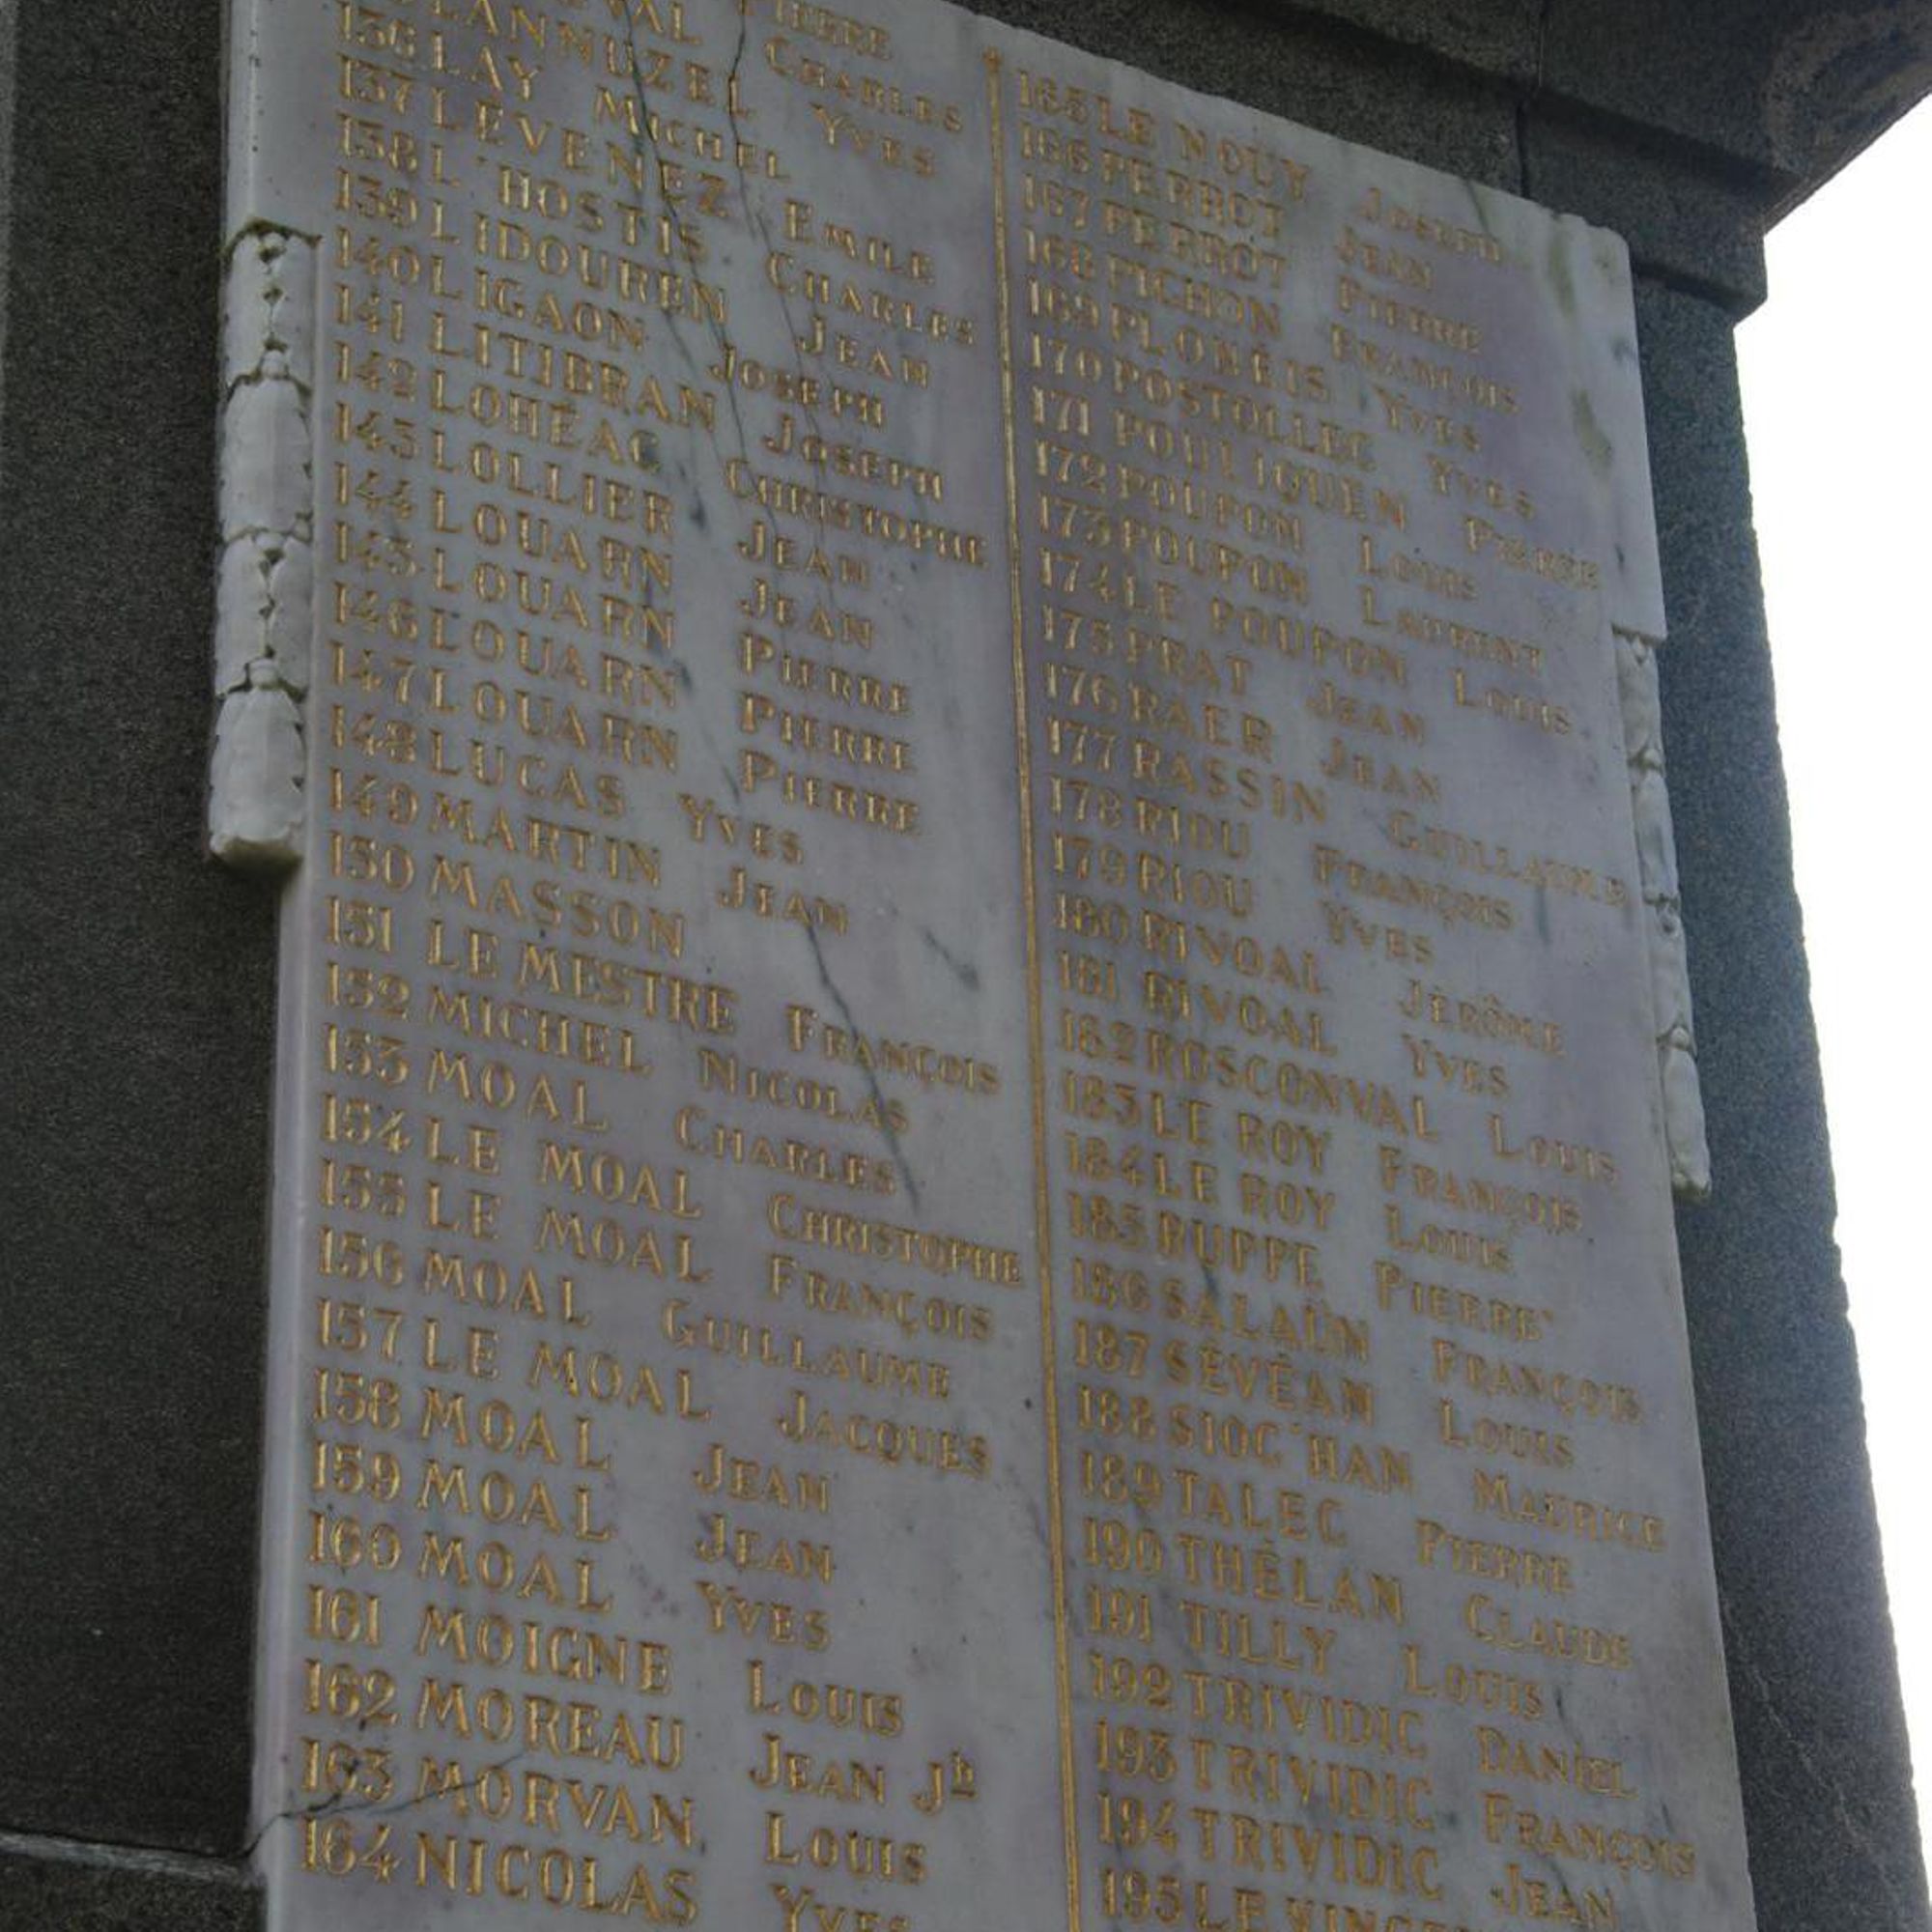 PIERRE
VAL CHARLES
LANNUZEL YVES
136 LAY MICHEL
137 LEVENEZ EMILE
138 L'HOSTIS CHARLES
139 LIDOUREN JEAN
140 LIGAON JOSEPH
141 LITIBRAN JOSEPH
142 LOHÉAC CHRISTOPHE
143 LOLLIER JEAN
144 LOUARN JEAN
145 LOUARN PIERRE
146 LOUARN PIERRE
147 LOUARN PIERRE
148 LUCAS YVES
149 MARTIN JEAN
150 MASSON
151 LE MESTRE FRANÇOIS
152 MICHEL NICOLAS
153 MOAL CHARLES
154 LE MOAL CHRISTOPHE
155 LE MOAL FRANÇOIS
156 MOAL GUILLAUME
157 LE MOAL JACQUES
158 MOAL JEAN
159 MOAL JEAN
160 MOAL YVES
161 MOIGNE LOUIS
162 MOREAU JEAN Jh
163 MORVAN LOUIS
164 NICOLAS YVES
165 LE NOUY JOSEPH
166 PERROT JEAN
167 PERROT PIERRE
168 PICHON FRANÇOIS
169 PLONÉIS YVES
170 POSTOLLEC YVES
171 POULIQUEN PIERRE
172 POUPON LOUIS
173 POUPON LAURENT
174 LE POUPON LOUIS
175 PRAT JEAN
176 RAER JEAN
177 RASSIN GUILLAUME
178 RIOU FRANÇOIS
179 RIOU YVES
180 RIVOAL JÉRÔME
181 RIVOAL YVES
182 ROSCONVAL LOUIS
183 LE ROY FRANÇOIS
184 LE ROY LOUIS
185 RUPPE PIERRE
186 SALAÜN FRANÇOIS
187 SÉVÉAN LOUIS
188 SIOC'HAN MAURICE
189 TALEC PIERRE
190 THÉLAN CLAUDE
191 TILLY LOUIS
192 TRIVIDIC DANIEL
193 TRIVIDIC FRANÇOIS
194 TRIVIDIC JEAN
195 LE